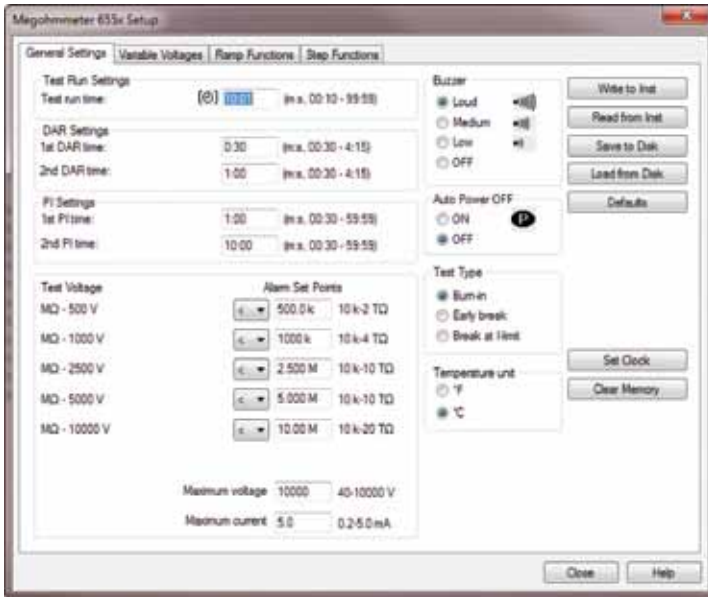 Megohmmeter 655x Setup
General Settings
Variable Voltages
Ramp Functions
Step Functions
Test Run Settings
Test run time: 10:01 (m:s, 00:10 - 99:59)
DAR Settings
1st DAR time: 0:30 (m:s, 00:30 - 4:15)
2nd DAR time: 1:00 (m:s, 00:30 - 4:15)
PI Settings
1st PI time: 1:00 (m:s, 00:30 - 59:59)
2nd PI time: 10:00 (m:s, 00:30 - 59:59)
Test Voltage Alarm Set Points
MΩ - 500 V < 500.0 k 10 k-2 TΩ
MΩ - 1000 V < 1000 k 10 k-4 TΩ
MΩ - 2500 V < 2.500 M 10 k-10 TΩ
MΩ - 5000 V < 5.000 M 10 k-10 TΩ
MΩ - 10000 V < 10.00 M 10 k-20 TΩ
Maximum voltage 10000 40-10000 V
Maximum current 5.0 0.2-5.0 mA
Buzzer
Loud
Medium
Low
OFF
Auto Power OFF
ON P
OFF
Test Type
Burn-in
Early break
Break at I-limit
Temperature unit
°F
°C
Write to Inst
Read from Inst
Save to Disk
Load from Disk
Defaults
Set Clock
Clear Memory
Close
Help